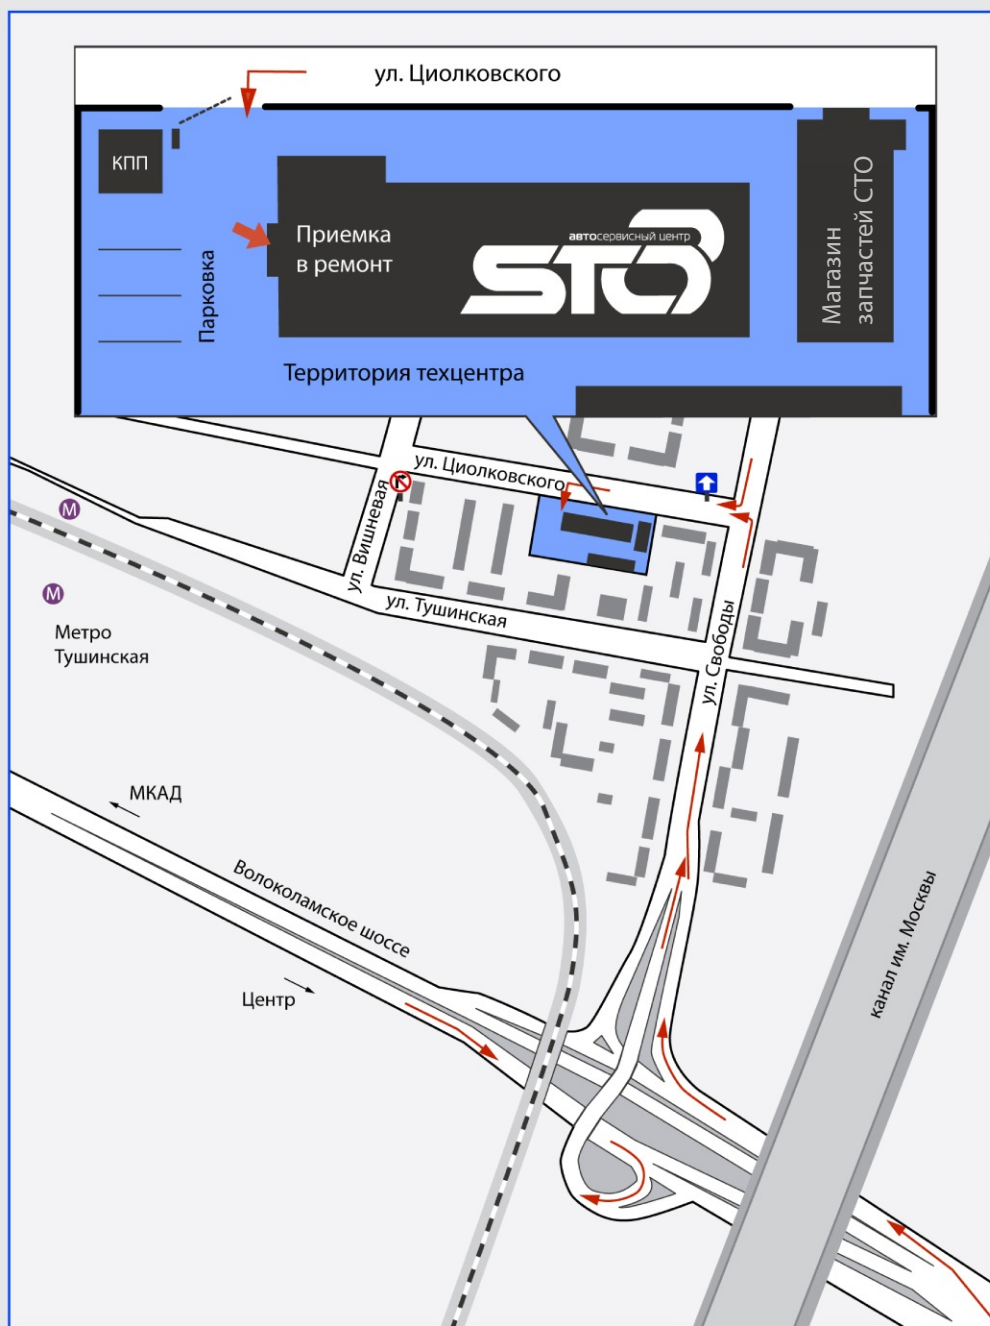 ул. Циолковского
КПП
Парковка
Приемка
в ремонт
автосервисный центр
STO
Магазин
запчастей СТО
Территория техцентра
ул. Циолковского
ул. Вишневая
М
М
Метро
Тушинская
ул. Тушинская
ул. Свободы
МКАД
Волоколамское шоссе
Центр
канал им. Москвы